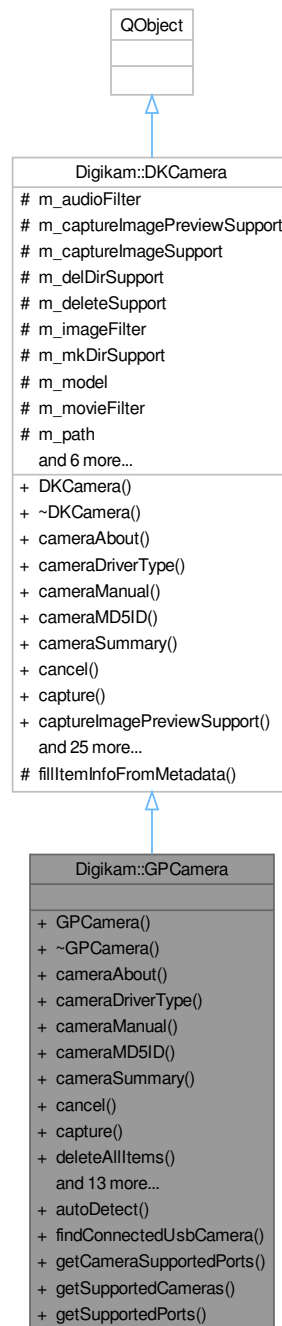 QObject
Digikam::DKCamera
# m_audioFilter
# m_captureImagePreviewSupport
# m_captureImageSupport
# m_delDirSupport
# m_deleteSupport
# m_imageFilter
# m_mkDirSupport
# m_model
# m_movieFilter
# m_path
and 6 more...
+ DKCamera()
+ ~DKCamera()
+ cameraAbout()
+ cameraDriverType()
+ cameraManual()
+ cameraMD5ID()
+ cameraSummary()
+ cancel()
+ capture()
+ captureImagePreviewSupport()
and 25 more...
# fillItemInfoFromMetadata()
Digikam::GPCamera
+ GPCamera()
+ ~GPCamera()
+ cameraAbout()
+ cameraDriverType()
+ cameraManual()
+ cameraMD5ID()
+ cameraSummary()
+ cancel()
+ capture()
+ deleteAllItems()
and 13 more...
+ autoDetect()
+ findConnectedUsbCamera()
+ getCameraSupportedPorts()
+ getSupportedCameras()
+ getSupportedPorts()